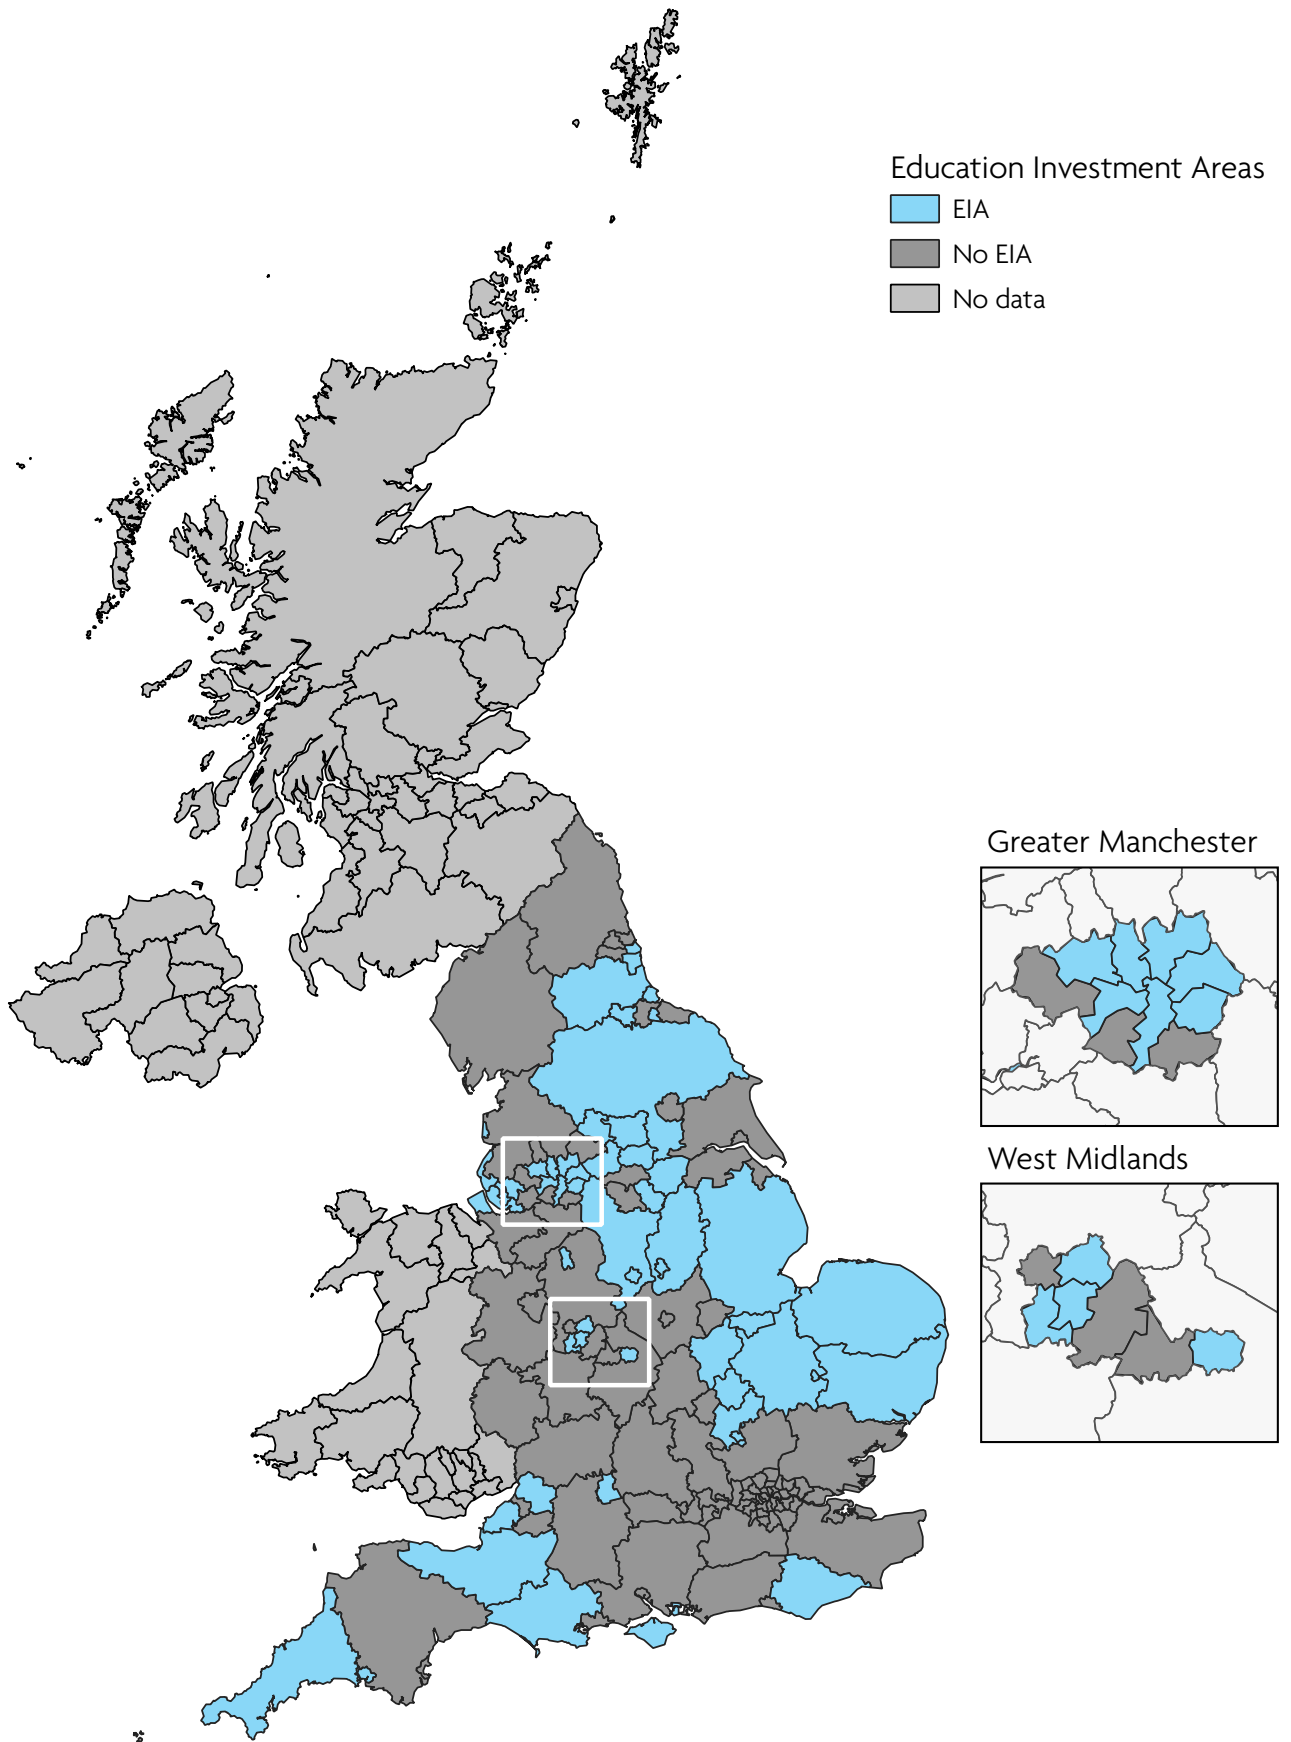 Education Investment Areas
EIA
No EIA
No data
Greater Manchester
West Midlands